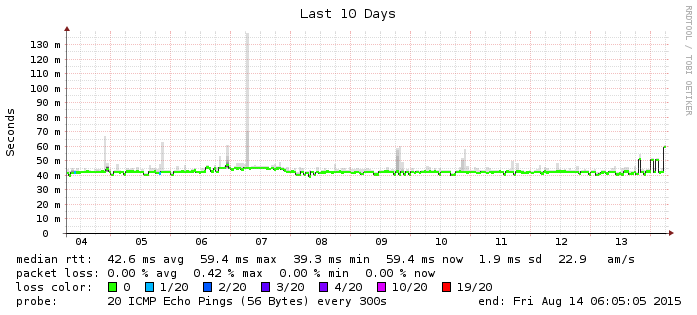 Last 10 Days
RRDTOOL / TOBI OETIKER
Seconds
130 m
120 m
110 m
100 m
90 m
80 m
70 m
60 m
50 m
40 m
30 m
20 m
10 m
0
04 05 06 07 08 09 10 11 12 13
median rtt: 42.6 ms avg 59.4 ms max 39.3 ms min 59.4 ms now 1.9 ms sd 22.9 am/s
packet loss: 0.00 % avg 0.42 % max 0.00 % min 0.00 % now
loss color: 0 1/20 2/20 3/20 4/20 10/20 19/20
probe: 20 ICMP Echo Pings (56 Bytes) every 300s end: Fri Aug 14 06:05:05 2015